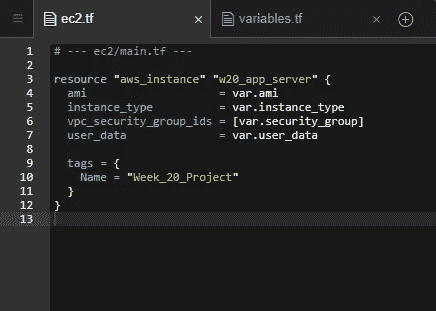 ec2.tf
variables.tf
1 # --- ec2/main.tf ---
2
3 resource "aws_instance" "w20_app_server" {
4   ami                    = var.ami
5   instance_type          = var.instance_type
6   vpc_security_group_ids = [var.security_group]
7   user_data              = var.user_data
8
9   tags = {
10     Name = "Week_20_Project"
11   }
12 }
13